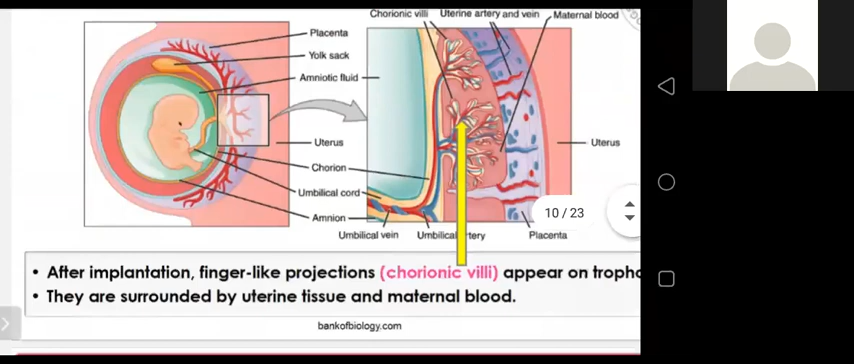 Chorionic villi Uterine artery and vein Maternal blood
Placenta
Yolk sack
Amniotic fluid
Uterus
Uterus
Chorion
Umbilical cord
Amnion
10 / 23
Umbilical vein Placenta
• After implantation, finger-like projections (chorionic villi) appear on
• They are surrounded by uterine tissue and maternal blood.
bankofbiology.com